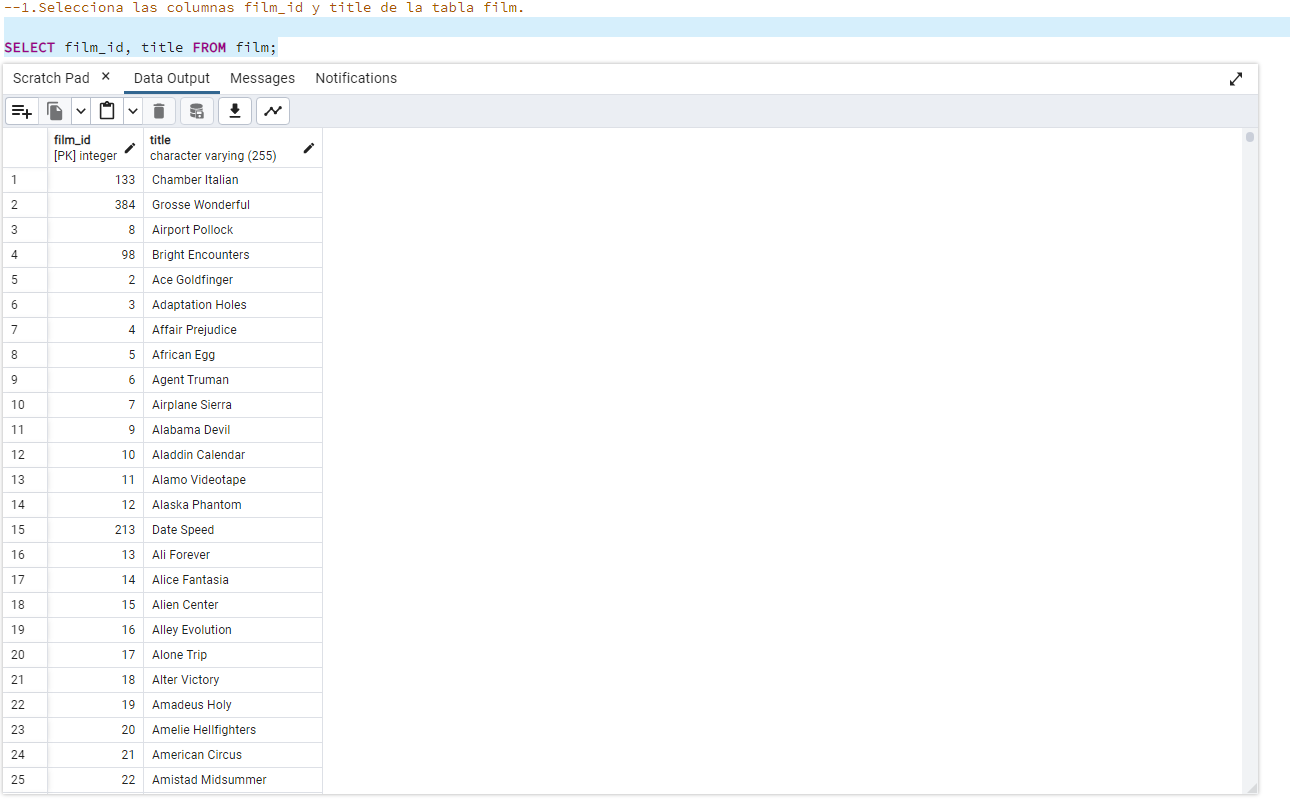 --1.Selecciona las columnas film_id y title de la tabla film.
SELECT film_id, title FROM film;
Scratch Pad × Data Output Messages Notifications
film_id title
[PK] integer character varying (255)
1 133 Chamber Italian
2 384 Grosse Wonderful
3 8 Airport Pollock
4 98 Bright Encounters
5 2 Ace Goldfinger
6 3 Adaptation Holes
7 4 Affair Prejudice
8 5 African Egg
9 6 Agent Truman
10 7 Airplane Sierra
11 9 Alabama Devil
12 10 Aladdin Calendar
13 11 Alamo Videotape
14 12 Alaska Phantom
15 213 Date Speed
16 13 Ali Forever
17 14 Alice Fantasia
18 15 Alien Center
19 16 Alley Evolution
20 17 Alone Trip
21 18 Alter Victory
22 19 Amadeus Holy
23 20 Amelie Hellfighters
24 21 American Circus
25 22 Amistad Midsummer